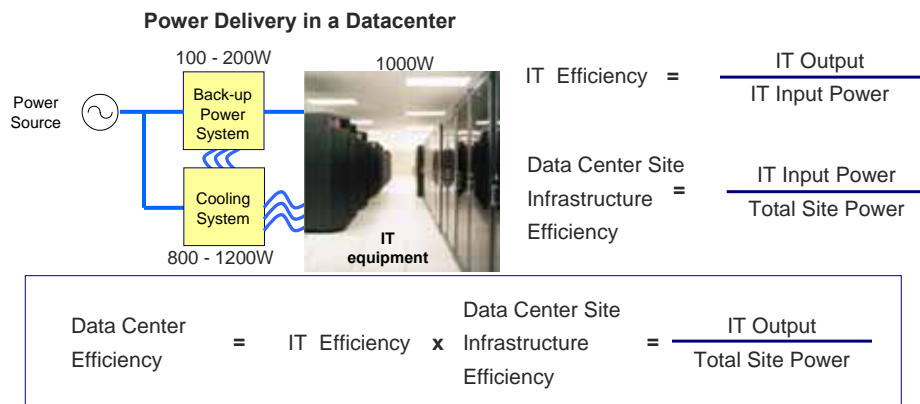 Power Delivery in a Datacenter
100 - 200W
1000W
Power
Source
Back-up
Power
System
Cooling
System
800 - 1200W
IT
equipment
IT Efficiency = IT Output
IT Input Power
Data Center Site
Infrastructure
Efficiency
= IT Input Power
Total Site Power
Data Center
Efficiency
= IT Efficiency x
Data Center Site
Infrastructure
Efficiency
= IT Output
Total Site Power